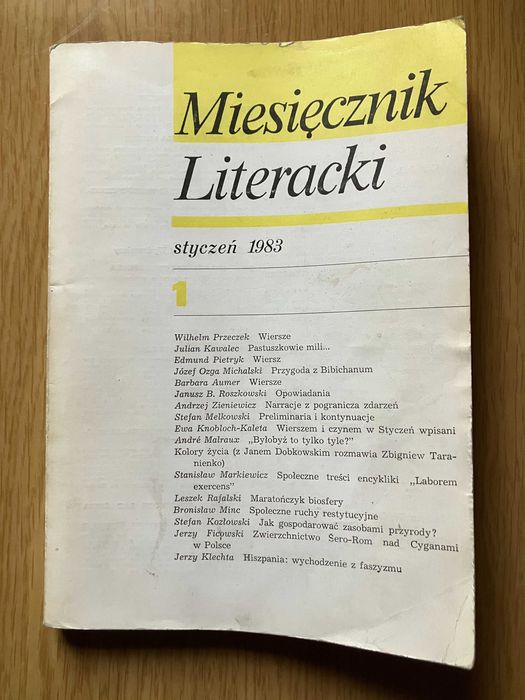 Miesięcznik
Literacki
styczeń 1983
1
Wilhelm Przeczek Wiersze
Julian Kawalec Pastuszkowie mili...
Edmund Pietryk Wiersz
Józef Ozga Michalski Przygoda z Bibichanum
Barbara Aumer Wiersze
Janusz B. Roszkowski Opowiadania
Andrzej Zieniewicz Narracje z pogranicza zdarzeń
Stefan Melkowski Preliminaria i kontynuacje
Ewa Knobloch-Kaleta Wierszem i czynem w Styczeń wpisani
André Malraux „Byłobyż to tylko tyle?”
Kolory życia (z Janem Dobkowskim rozmawia Zbigniew Tara-
nienko)
Stanisław Markiewicz Społeczne treści encykliki „Laborem
exercens”
Leszek Rafalski Maratończyk biosfery
Bronisław Minc Społeczne ruchy restytucyjne
Stefan Kozłowski Jak gospodarować zasobami przyrody?
Jerzy Ficowski Zwierzchnictwo Šero-Rom nad Cyganami
w Polsce
Jerzy Klechta Hiszpania: wychodzenie z faszyzmu